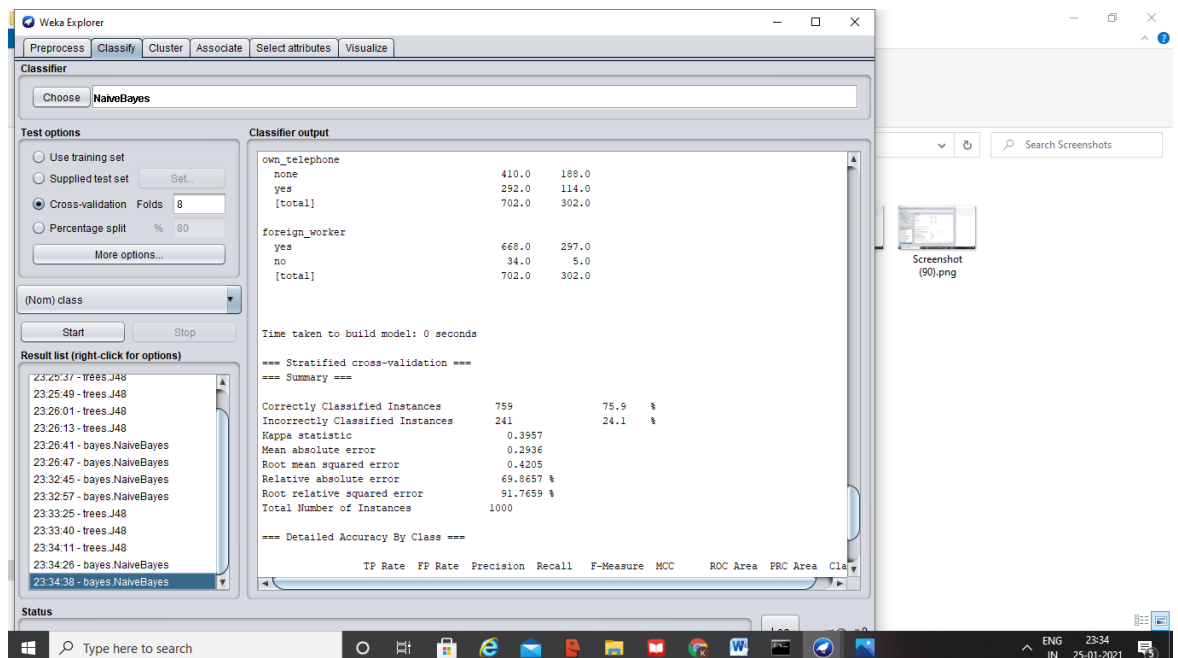 Weka Explorer
Preprocess Classify Cluster Associate Select attributes Visualize
Classifier
Choose NaiveBayes
Test options
Use training set
Supplied test set Set...
Cross-validation Folds 8
Percentage split % 80
More options...
(Nom) class
Start Stop
Result list (right-click for options)
23:25:37 - trees.J48
23:25:49 - trees.J48
23:26:01 - trees.J48
23:26:13 - trees.J48
23:26:41 - bayes.NaiveBayes
23:26:47 - bayes.NaiveBayes
23:32:45 - bayes.NaiveBayes
23:32:57 - bayes.NaiveBayes
23:33:25 - trees.J48
23:33:40 - trees.J48
23:34:11 - trees.J48
23:34:26 - bayes.NaiveBayes
23:34:38 - bayes.NaiveBayes
Classifier output
own_telephone
none 410.0 188.0
yes 292.0 114.0
[total] 702.0 302.0
foreign_worker
yes 668.0 297.0
no 34.0 5.0
[total] 702.0 302.0
Time taken to build model: 0 seconds
=== Stratified cross-validation ===
=== Summary ===
Correctly Classified Instances 759 75.9 %
Incorrectly Classified Instances 241 24.1 %
Kappa statistic 0.3957
Mean absolute error 0.2936
Root mean squared error 0.4205
Relative absolute error 69.8657 %
Root relative squared error 91.7659 %
Total Number of Instances 1000
=== Detailed Accuracy By Class ===
TP Rate FP Rate Precision Recall F-Measure MCC ROC Area PRC Area Cla
Status
Search Screenshots
Screenshot
(90).png
Type here to search
ENG
IN
23:34
25-01-2021
5